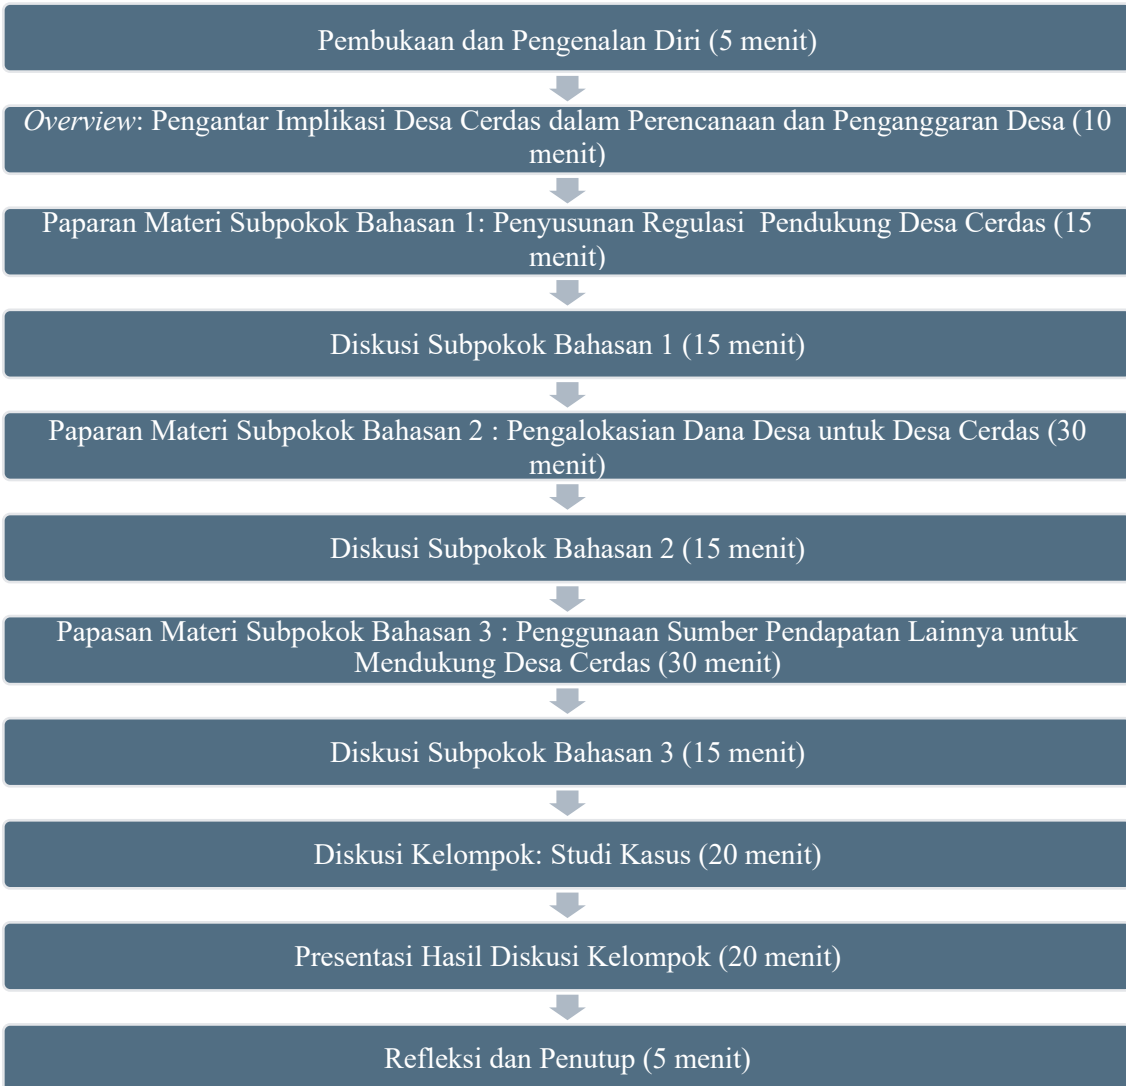 Pembukaan dan Pengenalan Diri (5 menit)
Overview: Pengantar Implikasi Desa Cerdas dalam Perencanaan dan Penganggaran Desa (10
menit)
Paparan Materi Subpokok Bahasan 1: Penyusunan Regulasi  Pendukung Desa Cerdas (15
menit)
Diskusi Subpokok Bahasan 1 (15 menit)
Paparan Materi Subpokok Bahasan 2 : Pengalokasian Dana Desa untuk Desa Cerdas (30
menit)
Diskusi Subpokok Bahasan 2 (15 menit)
Papasan Materi Subpokok Bahasan 3 : Penggunaan Sumber Pendapatan Lainnya untuk
Mendukung Desa Cerdas (30 menit)
Diskusi Subpokok Bahasan 3 (15 menit)
Diskusi Kelompok: Studi Kasus (20 menit)
Presentasi Hasil Diskusi Kelompok (20 menit)
Refleksi dan Penutup (5 menit)